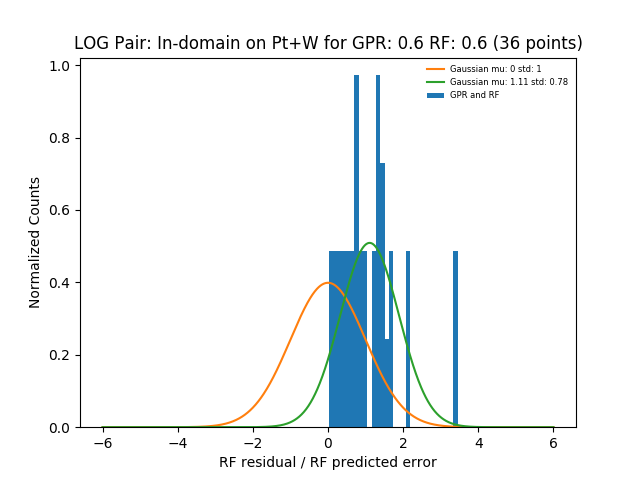 LOG Pair: In-domain on Pt+W for GPR: 0.6 RF: 0.6 (36 points)
Gaussian mu: 0 std: 1
Gaussian mu: 1.11 std: 0.78
GPR and RF
Normalized Counts
1.0
0.8
0.6
0.4
0.2
0.0
−6
−4
−2
0
2
4
6
RF residual / RF predicted error